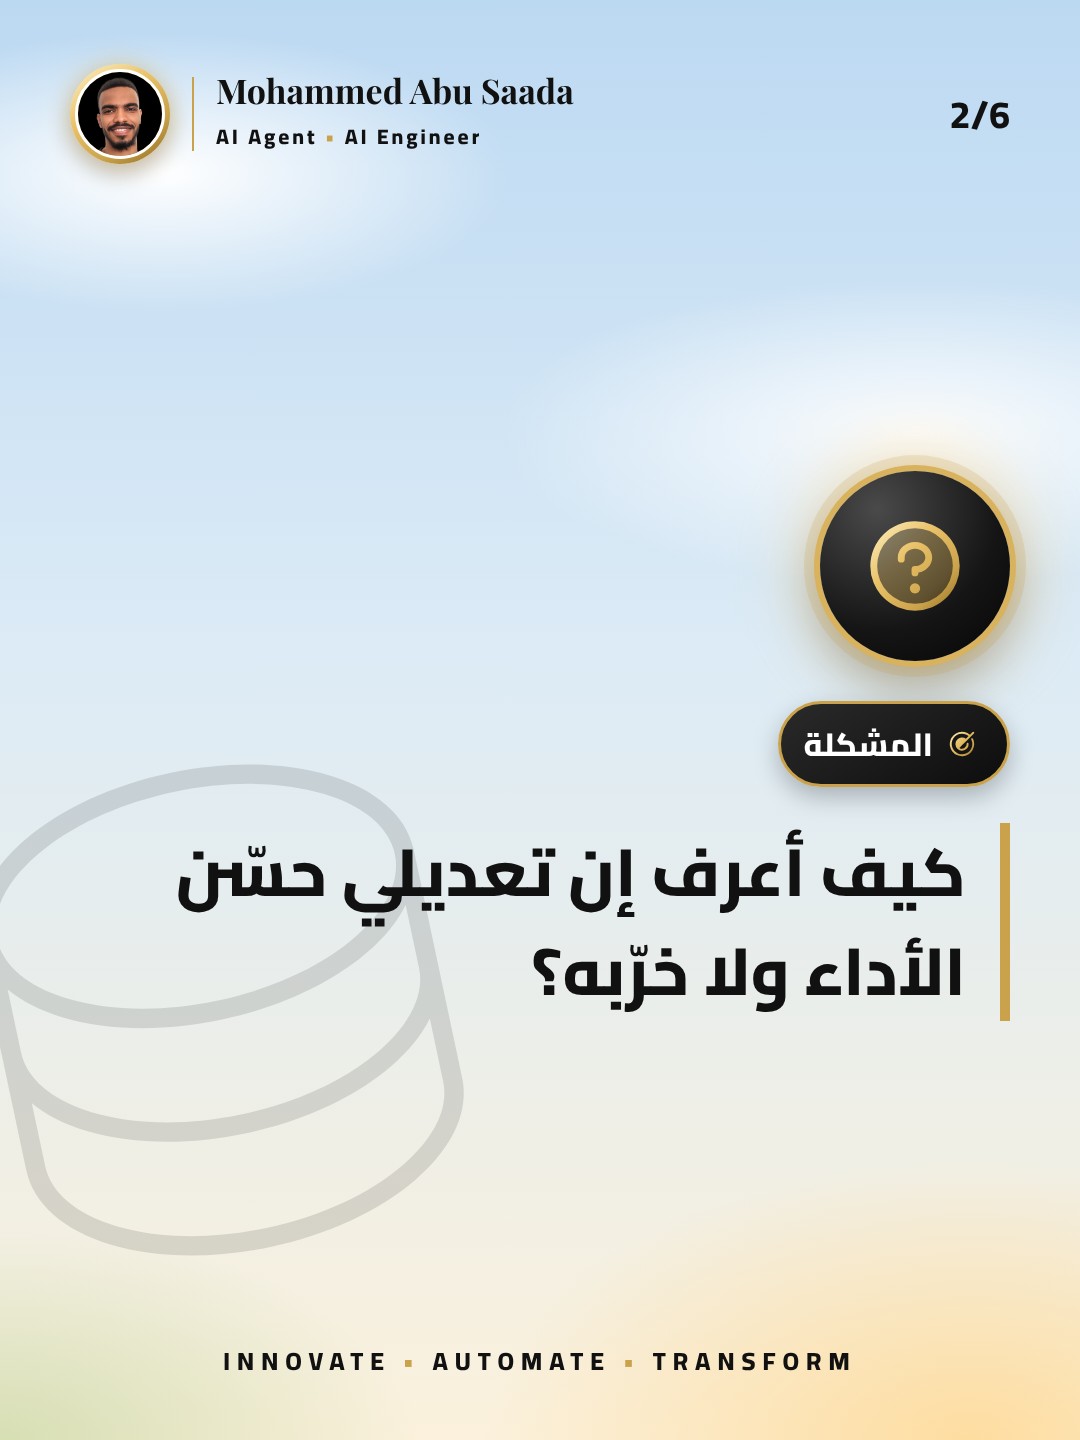 Mohammed Abu Saada
AI Agent ▪ AI Engineer
2/6
المشكلة
كيف أعرف إن تعديلي حسّن
الأداء ولا خرّبه؟
INNOVATE ▪ AUTOMATE ▪ TRANSFORM